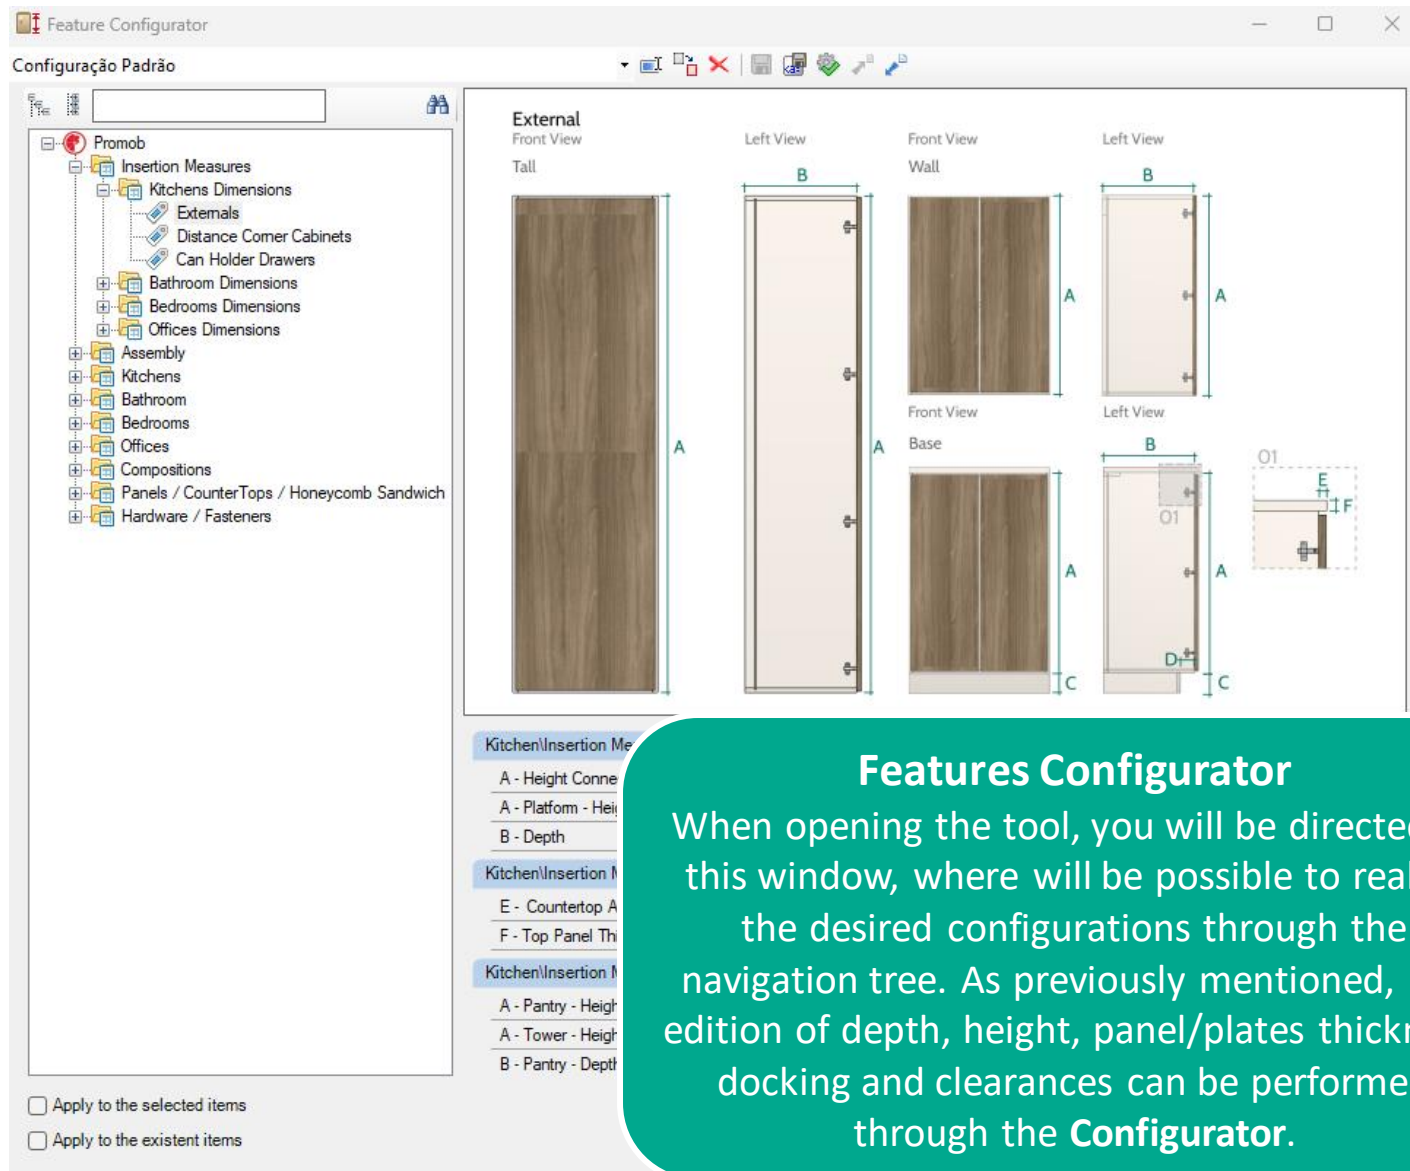 Feature Configurator
Configuração Padrão
Promob
Insertion Measures
Kitchens Dimensions
Externals
Distance Corner Cabinets
Can Holder Drawers
Bathroom Dimensions
Bedrooms Dimensions
Offices Dimensions
Assembly
Kitchens
Bathroom
Bedrooms
Offices
Compositions
Panels / CounterTops / Honeycomb Sandwich
Hardware / Fasteners
Apply to the selected items
Apply to the existent items
External
Front View
Left View
Front View
Left View
Tall
Wall
B
B
A
A
A
A
Front View
Left View
Base
B
O1
E
F
O1
A
A
D
C
C
Kitchen\Insertion Me
A - Height Conne
A - Platform - Heig
B - Depth
Kitchen\Insertion M
E - Countertop A
F - Top Panel Thi
Kitchen\Insertion M
A - Pantry - Heigh
A - Tower - Heigh
B - Pantry - Depth
Features Configurator
When opening the tool, you will be directe
this window, where will be possible to real
the desired configurations through the
navigation tree. As previously mentioned,
edition of depth, height, panel/plates thickn
docking and clearances can be performe
through the Configurator.